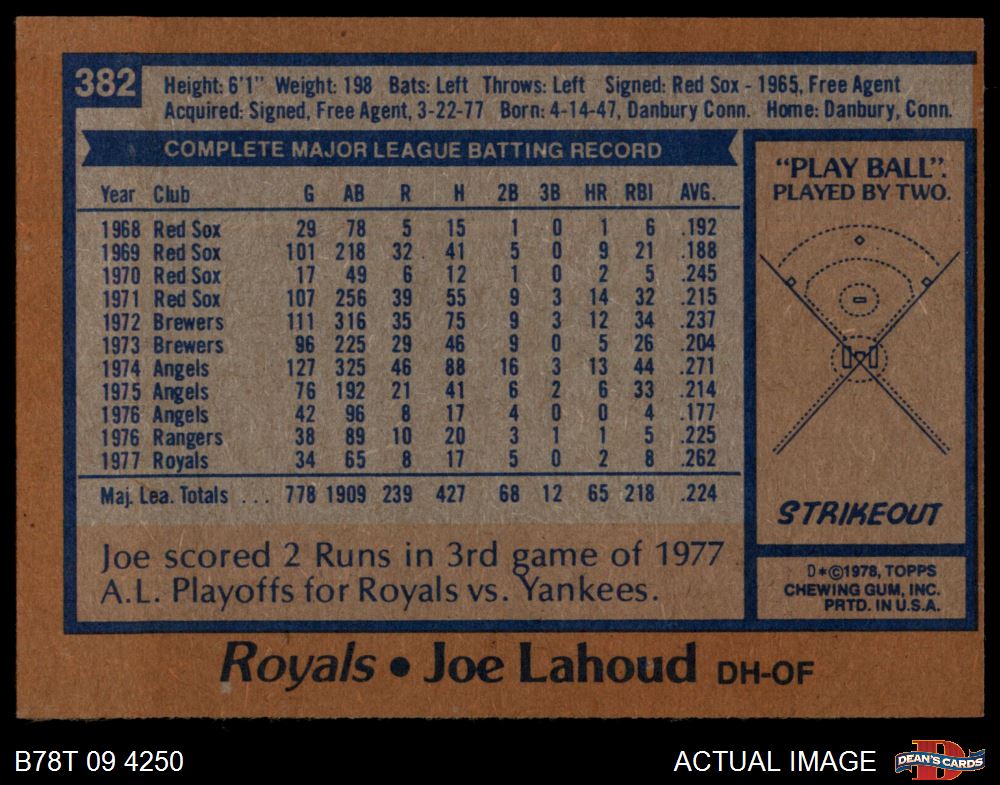 382
Height: 6'1" Weight: 198 Bats: Left Throws: Left Signed: Red Sox - 1965, Free Agent
Acquired: Signed, Free Agent, 3-22-77 Born: 4-14-47, Danbury Conn. Home: Danbury, Conn.
COMPLETE MAJOR LEAGUE BATTING RECORD
Year Club G AB R H 2B 3B HR RBI AVG.
1968 Red Sox 29 78 5 15 1 0 1 6 .192
1969 Red Sox 101 218 32 41 5 0 9 21 .188
1970 Red Sox 17 49 6 12 1 0 2 5 .245
1971 Red Sox 107 256 39 55 9 3 14 32 .215
1972 Brewers 111 316 35 75 9 3 12 34 .237
1973 Brewers 96 225 29 46 9 0 5 26 .204
1974 Angels 127 325 46 88 16 3 13 44 .271
1975 Angels 76 192 21 41 6 2 6 33 .214
1976 Angels 42 96 8 17 4 0 0 4 .177
1976 Rangers 38 89 10 20 3 1 1 5 .225
1977 Royals 34 65 8 17 5 0 2 8 .262
Maj. Lea. Totals ... 778 1909 239 427 68 12 65 218 .224
Joe scored 2 Runs in 3rd game of 1977
A.L. Playoffs for Royals vs. Yankees.
"PLAY BALL".
PLAYED BY TWO.
STRIKEOUT
D*©1978, TOPPS
CHEWING GUM, INC.
PRTD. IN U.S.A.
Royals • Joe Lahoud DH-OF
B78T 09 4250
ACTUAL IMAGE
D
DEAN'S CARDS